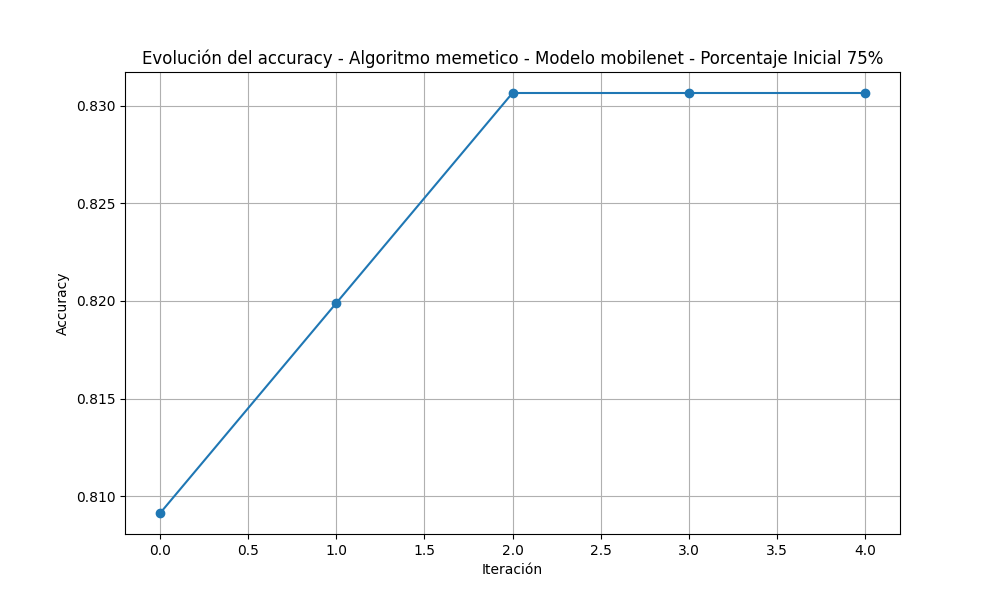 Evolución del accuracy - Algoritmo memetico - Modelo mobilenet - Porcentaje Inicial 75%
0.830
0.825
0.820
0.815
0.810
Accuracy
0.0 0.5 1.0 1.5 2.0 2.5 3.0 3.5 4.0
Iteración